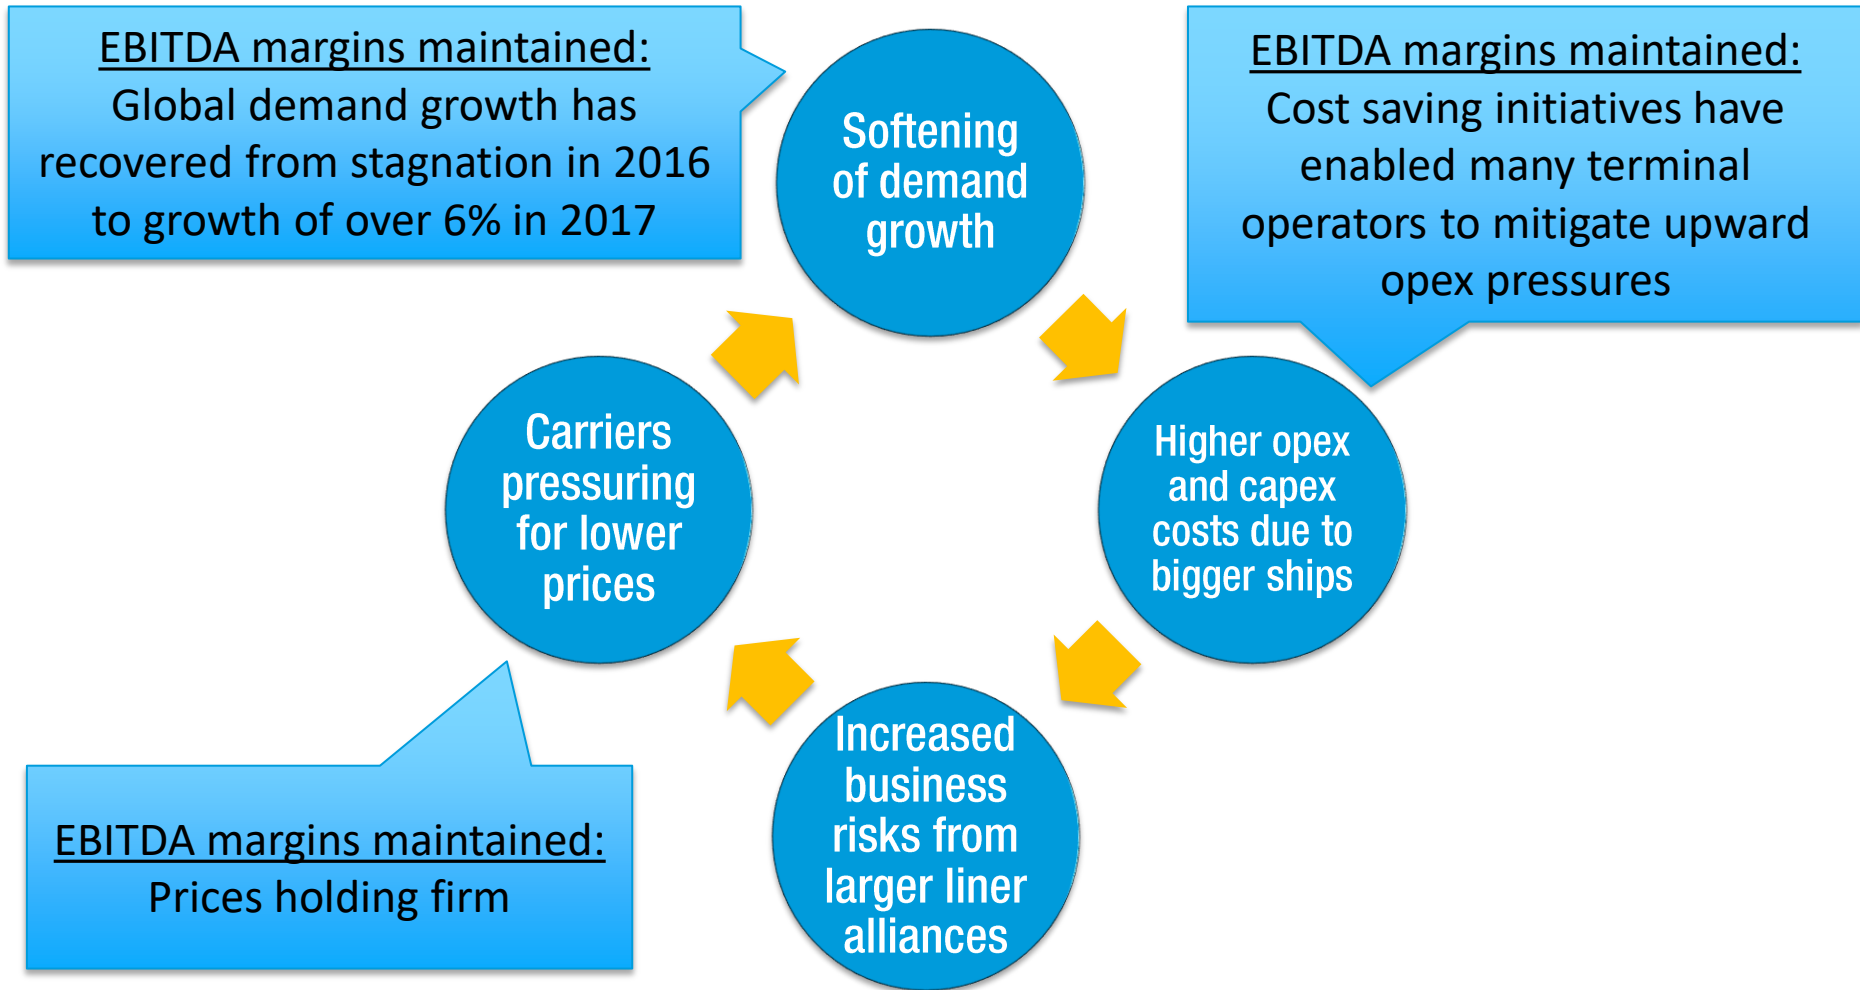 EBITDA margins maintained:
Global demand growth has
recovered from stagnation in 2016
to growth of over 6% in 2017
Softening
of demand
growth
EBITDA margins maintained:
Cost saving initiatives have
enabled many terminal
operators to mitigate upward
opex pressures
Carriers
pressuring
for lower
prices
Higher opex
and capex
costs due to
bigger ships
EBITDA margins maintained:
Prices holding firm
Increased
business
risks from
larger liner
alliances